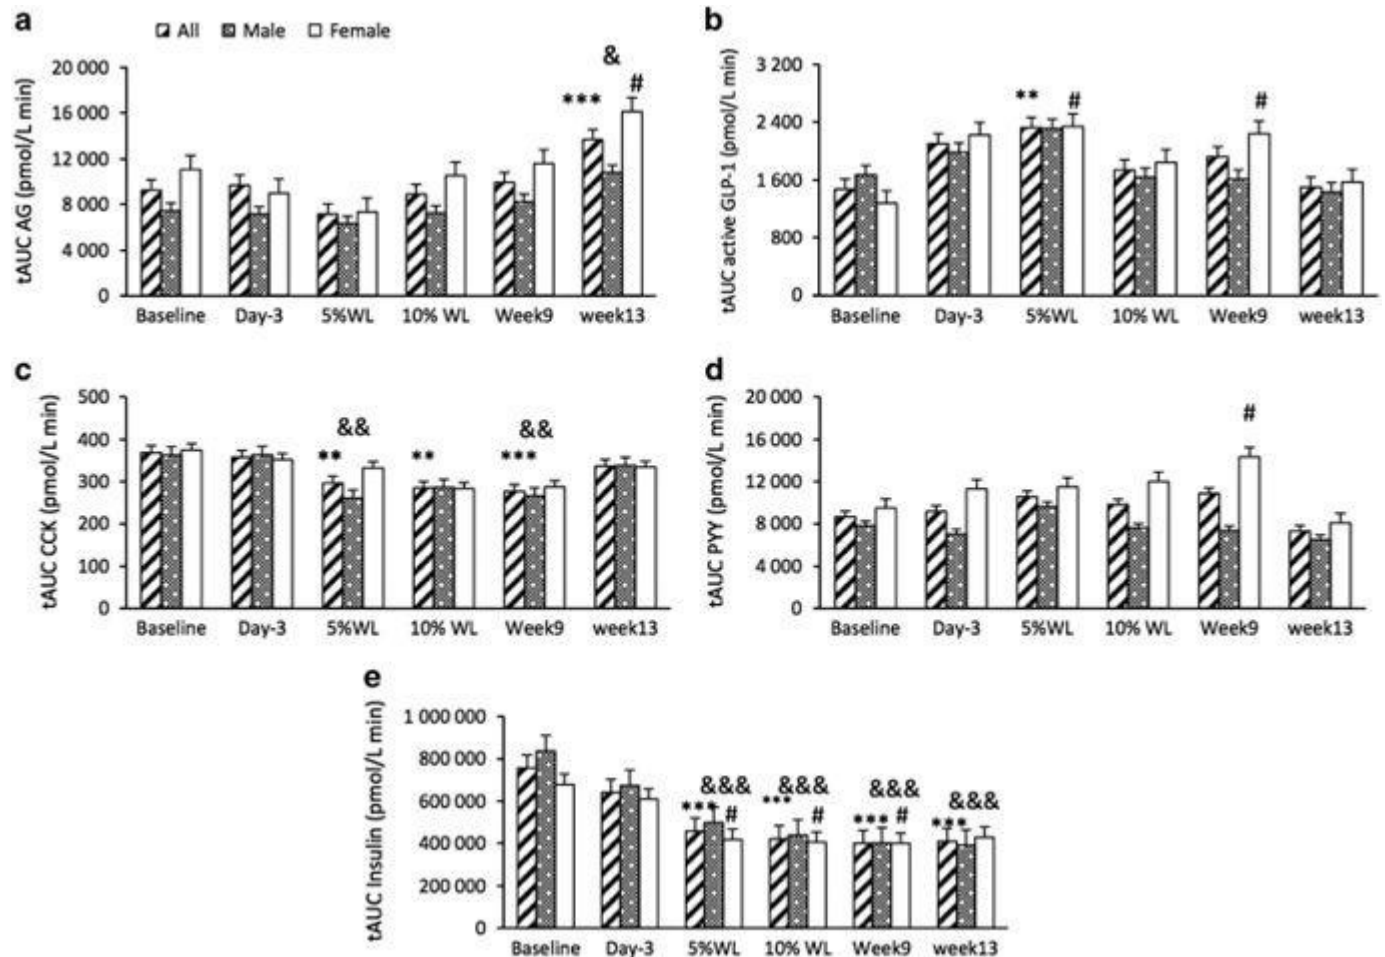 a
All Male Female
tAUC AG (pmol/L min)
20 000
16 000
12 000
8 000
4 000
0
***
&
#
Baseline Day-3 5%WL 10% WL Week9 week13
b
tAUC active GLP-1 (pmol/L min)
3 200
2 400
1 600
800
0
**
#
#
Baseline Day-3 5%WL 10% WL Week9 week13
c
tAUC CCK (pmol/L min)
500
400
300
200
100
0
&&
**
**
&&
***
Baseline Day-3 5%WL 10% WL Week9 week13
d
tAUC PYY (pmol/L min)
20 000
16 000
12 000
8 000
4 000
0
#
Baseline Day-3 5%WL 10% WL Week9 week13
e
tAUC Insulin (pmol/L min)
1 000 000
800 000
600 000
400 000
200 000
0
&&& &&& &&& &&&
*** # *** # *** # ***
Baseline Day-3 5%WL 10% WL Week9 week13